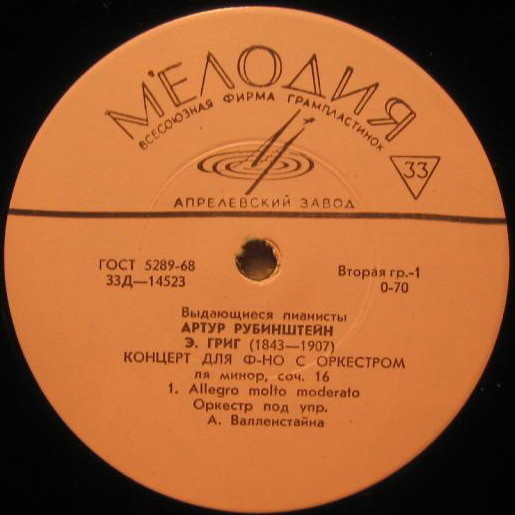 МЕЛОДИЯ
ВСЕСОЮЗНАЯ ФИРМА ГРАМПЛАСТИНОК
33
АПРЕЛЕВСКИЙ ЗАВОД
ГОСТ 5289-68
33Д—14523
Вторая гр.-1
0-70
Выдающиеся пианисты
АРТУР РУБИНШТЕЙН
Э. ГРИГ (1843—1907)
КОНЦЕРТ ДЛЯ Ф-НО С ОРКЕСТРОМ
ля минор, соч. 16
1. Allegro molto moderato
Оркестр под упр.
А. Валленстайна